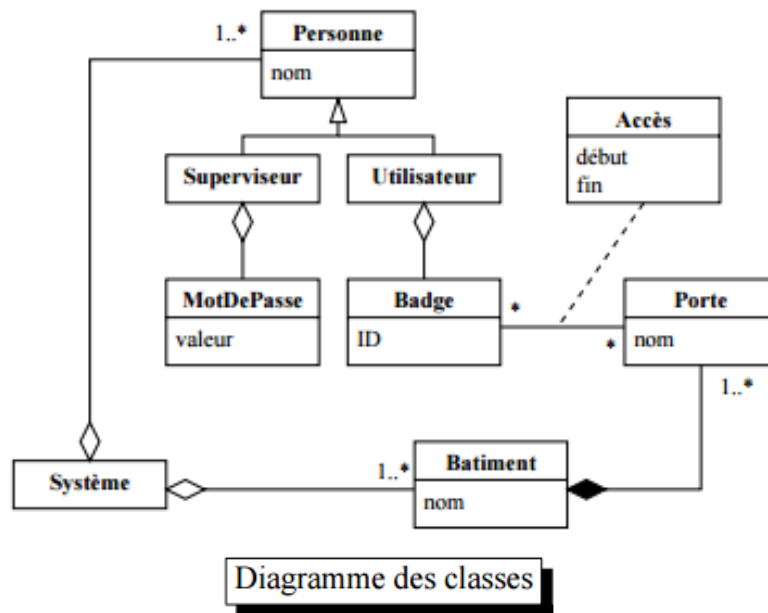 1..*
Personne
nom
Accès
début
fin
Superviseur
Utilisateur
MotDePasse
valeur
Badge
ID
*
*
Porte
nom
1..*
Système
1..*
Batiment
nom
Diagramme des classes